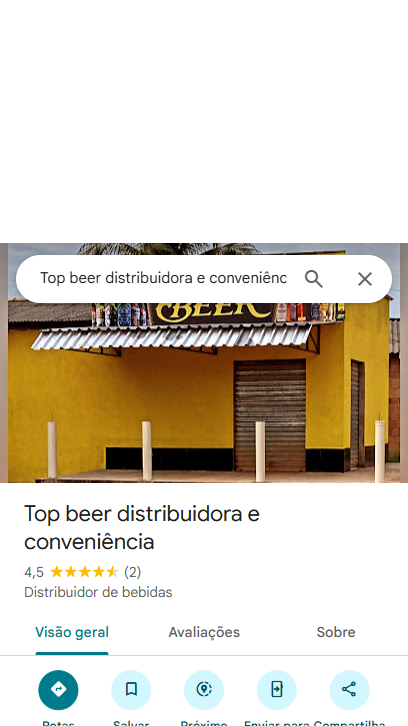 Top beer distribuidora e conveniênc
BEER
Top beer distribuidora e
conveniência
4,5 (2)
Distribuidor de bebidas
Visão geral Avaliações Sobre
Rotas Salvar Próximo Enviar para Compartilha